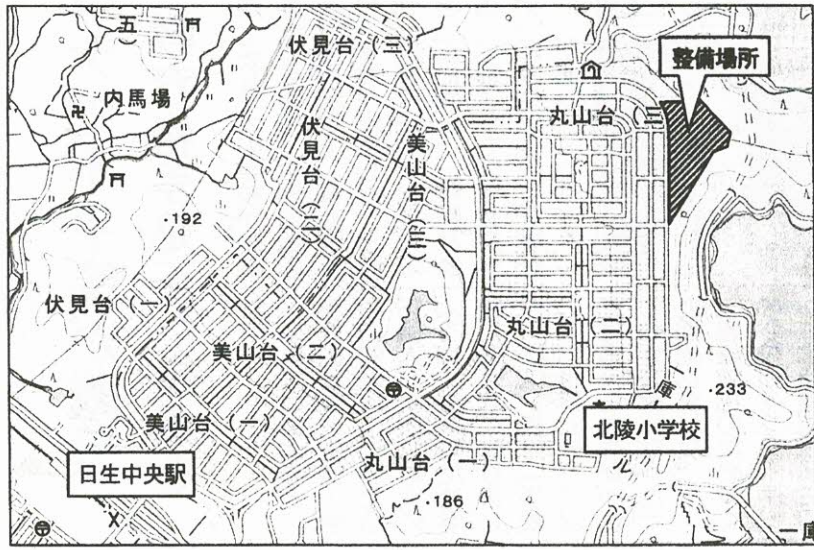 （五）
伏見台（三）
整備場所
内馬場
丸山台（三）
伏見台（二）
美山台（三）
・192
伏見台（一）
美山台（二）
丸山台（二）
・233
美山台（一）
北陵小学校
日生中央駅
丸山台（一）
・186
一庫